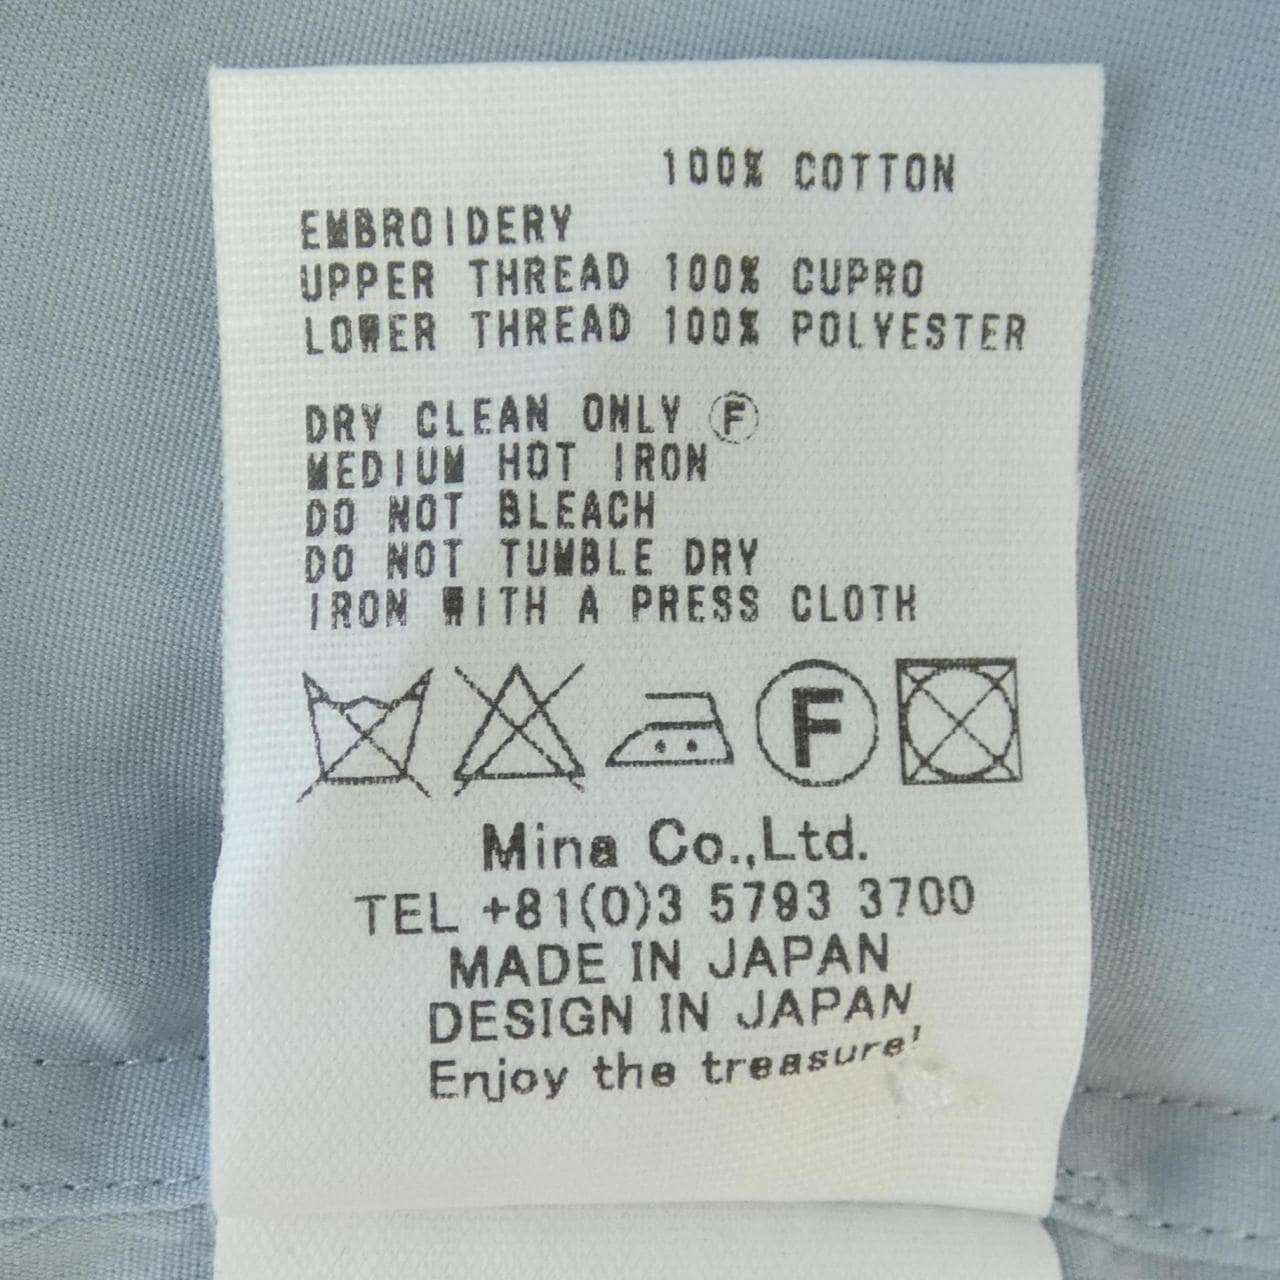 100% COTTON
EMBROIDERY
UPPER THREAD 100% CUPRO
LOWER THREAD 100% POLYESTER
DRY CLEAN ONLY Ⓕ
MEDIUM HOT IRON
DO NOT BLEACH
DO NOT TUMBLE DRY
IRON WITH A PRESS CLOTH
F
Mina Co.,Ltd.
TEL +81(0)3 5793 3700
MADE IN JAPAN
DESIGN IN JAPAN
Enjoy the treasure!